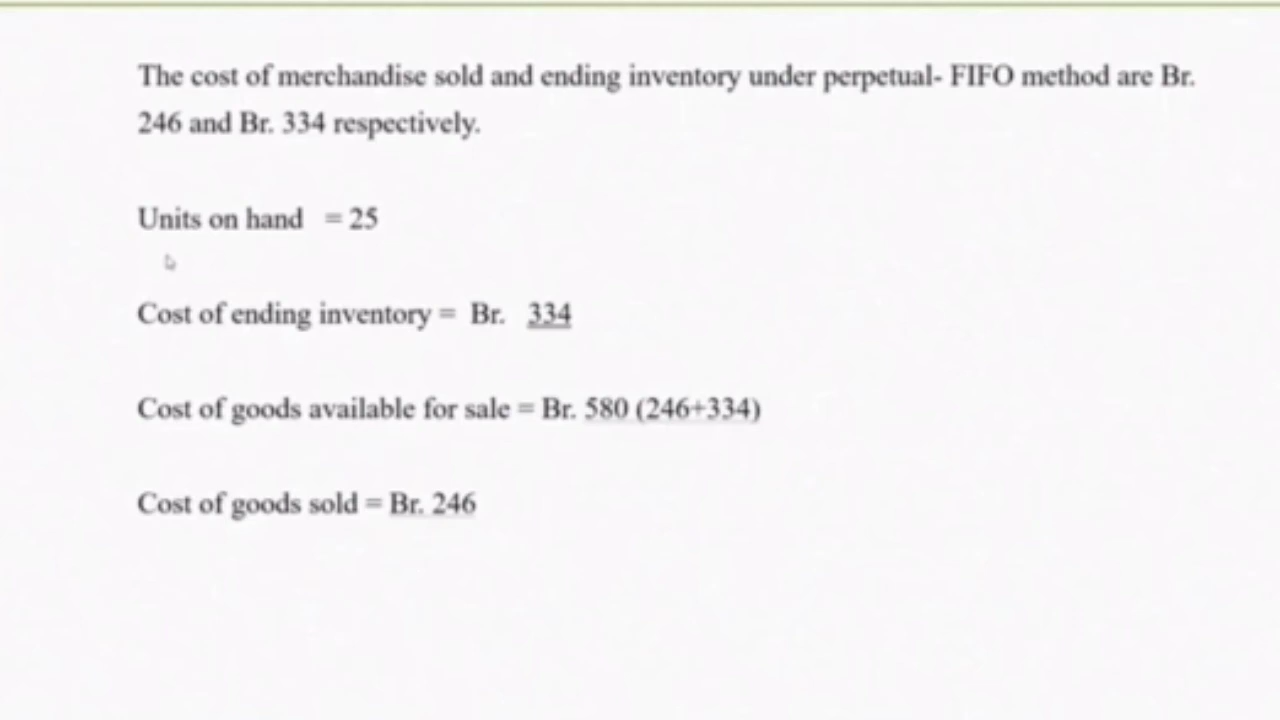 The cost of merchandise sold and ending inventory under perpetual- FIFO method are Br.
246 and Br. 334 respectively.
Units on hand = 25
Cost of ending inventory = Br. 334
Cost of goods available for sale = Br. 580 (246+334)
Cost of goods sold = Br. 246